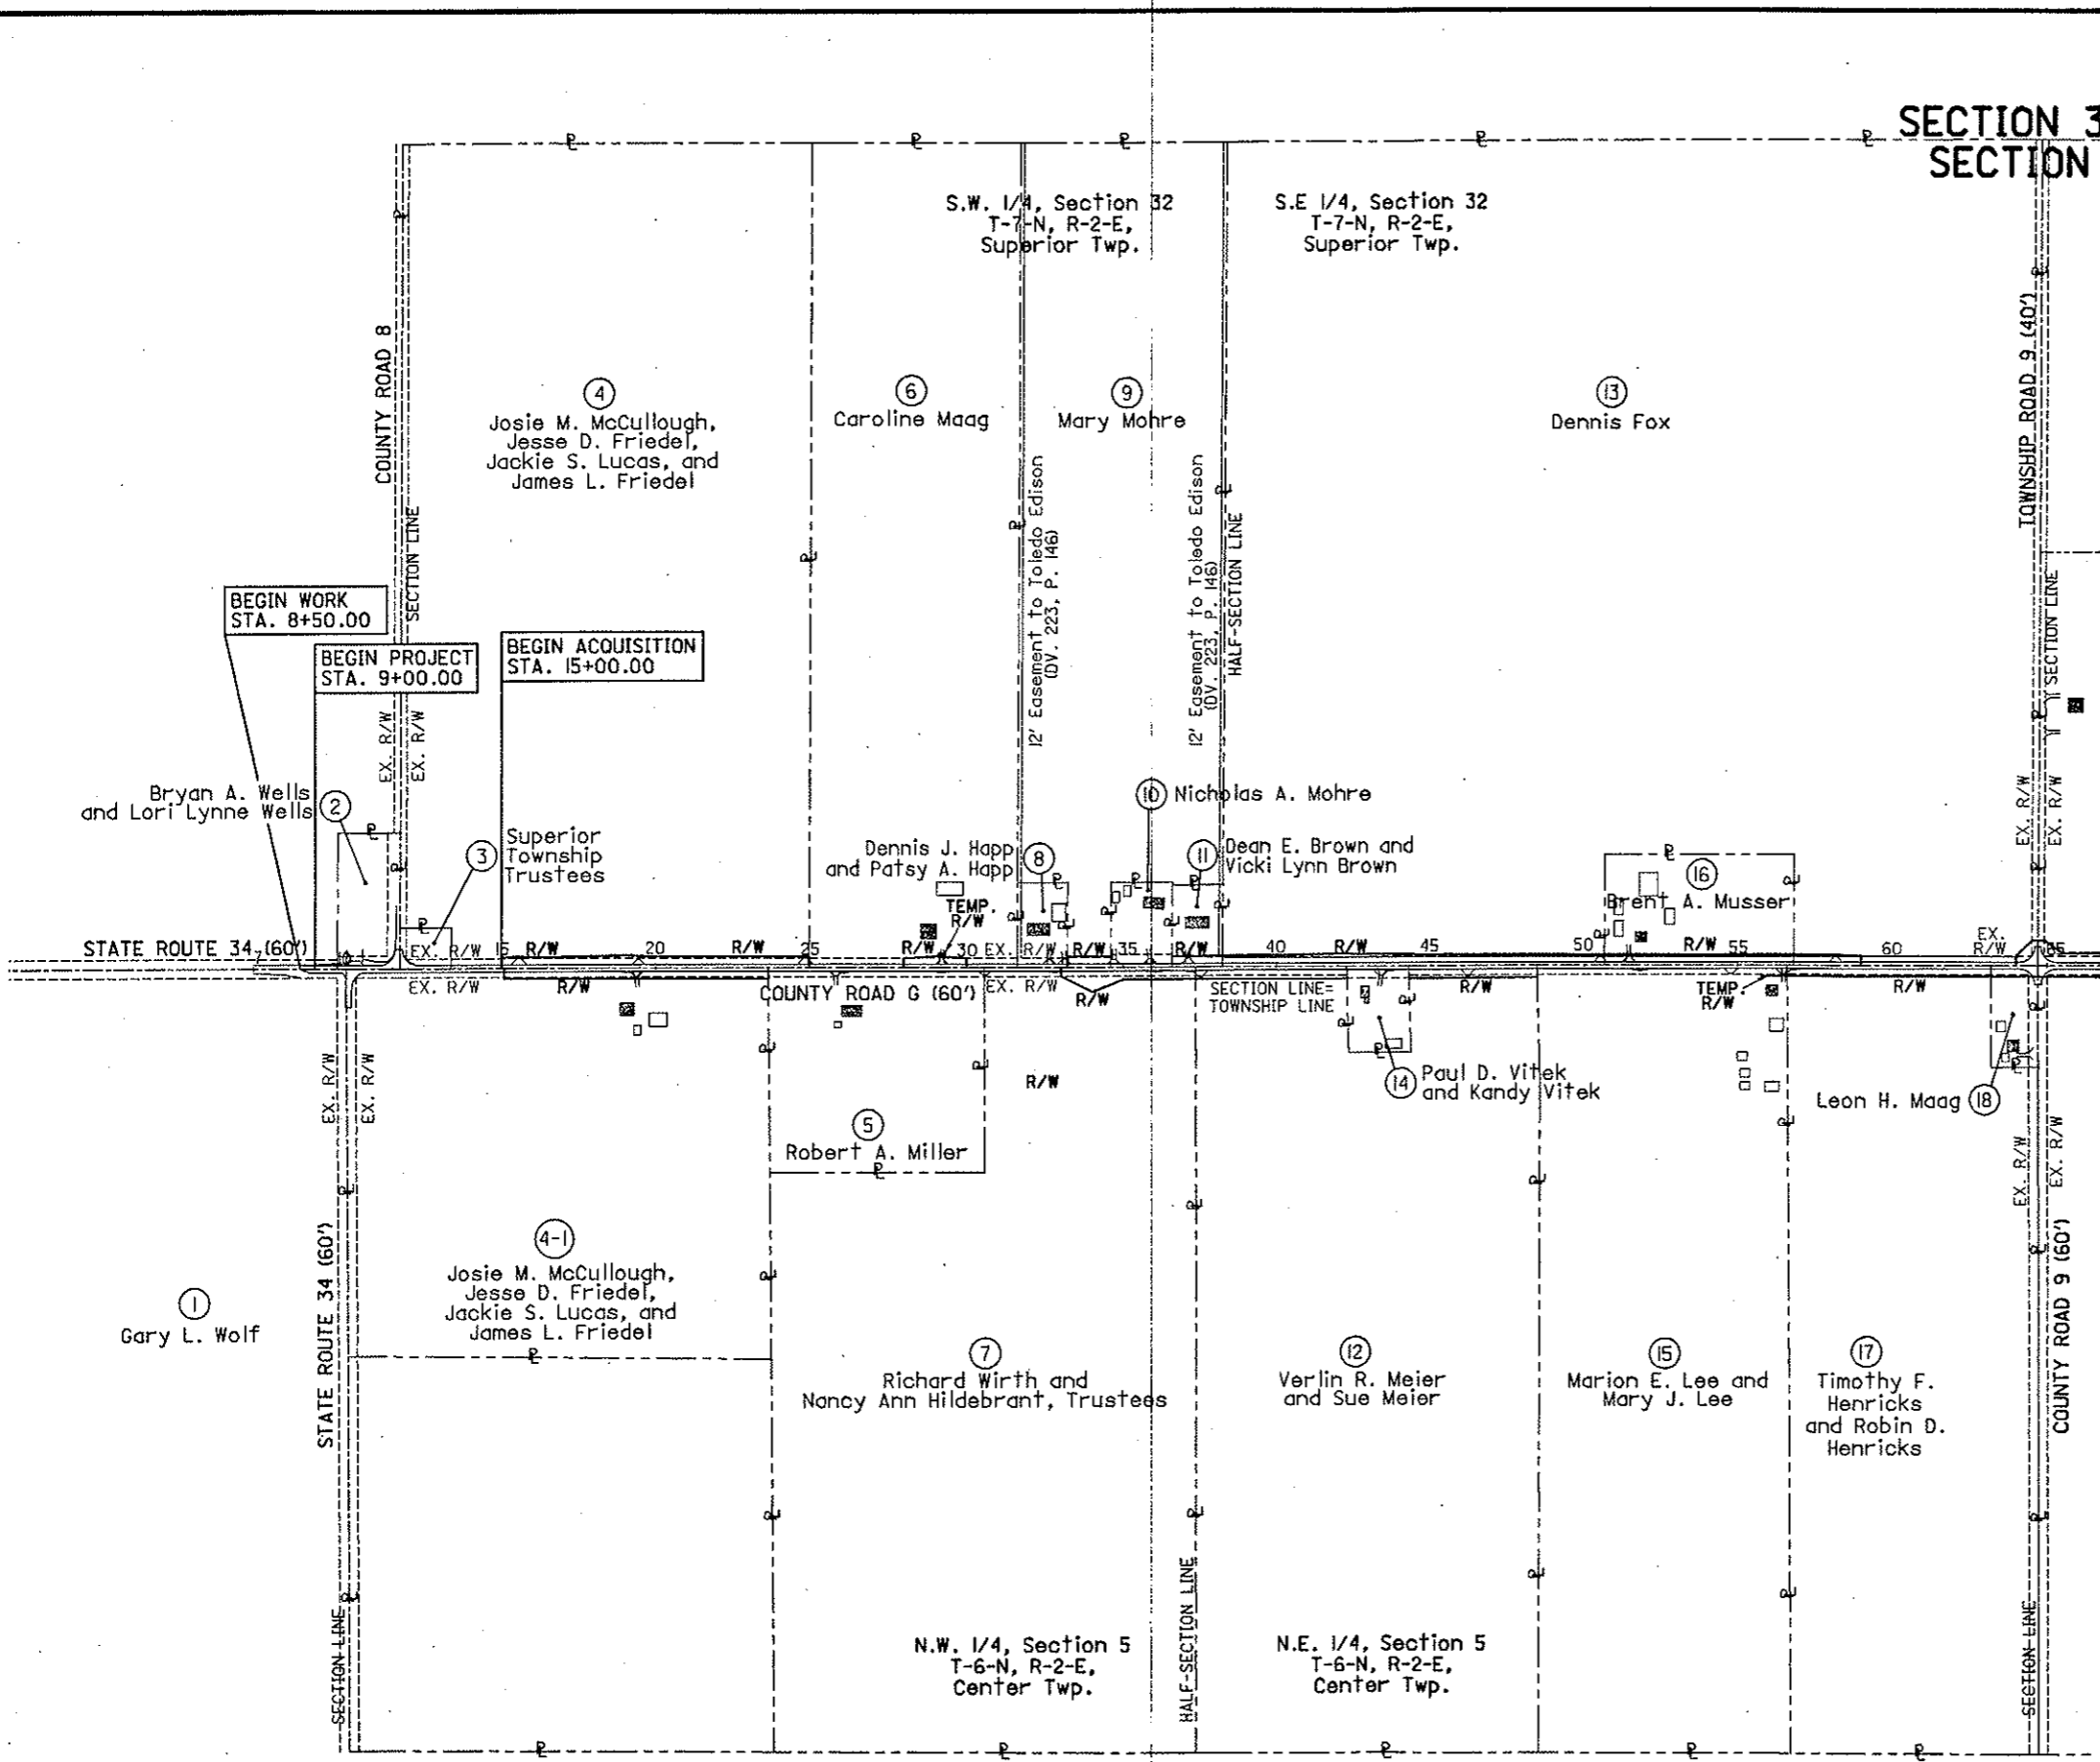 SECTION 3
SECTION
S.W. 1/4, Section 32
T-7-N, R-2-E,
Superior Twp.
S.E 1/4, Section 32
T-7-N, R-2-E,
Superior Twp.
COUNTY ROAD 8
SECTION LINE
4
Josie M. McCullough,
Jesse D. Friedel,
Jackie S. Lucas, and
James L. Friedel
6
Caroline Maag
9
Mary Mohre
13
Dennis Fox
TOWNSHIP ROAD 9 (40')
SECTION LINE
12' Easement to Toledo Edison
(DV. 223, P. 146)
12' Easement to Toledo Edison
(DV. 223, P. 146)
HALF-SECTION LINE
BEGIN WORK
STA. 8+50.00
BEGIN PROJECT
STA. 9+00.00
BEGIN ACQUISITION
STA. 15+00.00
EX. R/W
EX. R/W
EX. R/W
EX. R/W
Bryan A. Wells
and Lori Lynne Wells
2
3
Superior
Township
Trustees
Dennis J. Happ
and Patsy A. Happ
8
10
Nicholas A. Mohre
11
Dean E. Brown and
Vicki Lynn Brown
16
Brent A. Musser
TEMP.
R/W
STATE ROUTE 34 (60')
10
EX. R/W
15
R/W
20
R/W
25
R/W
30
EX. R/W
R/W
35
R/W
40
R/W
45
50
R/W
55
60
EX.
R/W
65
EX. R/W
R/W
COUNTY ROAD G (60')
EX. R/W
R/W
SECTION LINE=
TOWNSHIP LINE
R/W
TEMP.
R/W
R/W
EX. R/W
EX. R/W
R/W
5
Robert A. Miller
14
Paul D. Vitek
and Kandy Vitek
Leon H. Maag
18
EX. R/W
EX. R/W
1
Gary L. Wolf
STATE ROUTE 34 (60')
4-1
Josie M. McCullough,
Jesse D. Friedel,
Jackie S. Lucas, and
James L. Friedel
7
Richard Wirth and
Nancy Ann Hildebrant, Trustees
12
Verlin R. Meier
and Sue Meier
15
Marion E. Lee and
Mary J. Lee
17
Timothy F.
Henricks
and Robin D.
Henricks
COUNTY ROAD 9 (60')
SECTION LINE
N.W. 1/4, Section 5
T-6-N, R-2-E,
Center Twp.
HALF-SECTION LINE
N.E. 1/4, Section 5
T-6-N, R-2-E,
Center Twp.
SECTION LINE